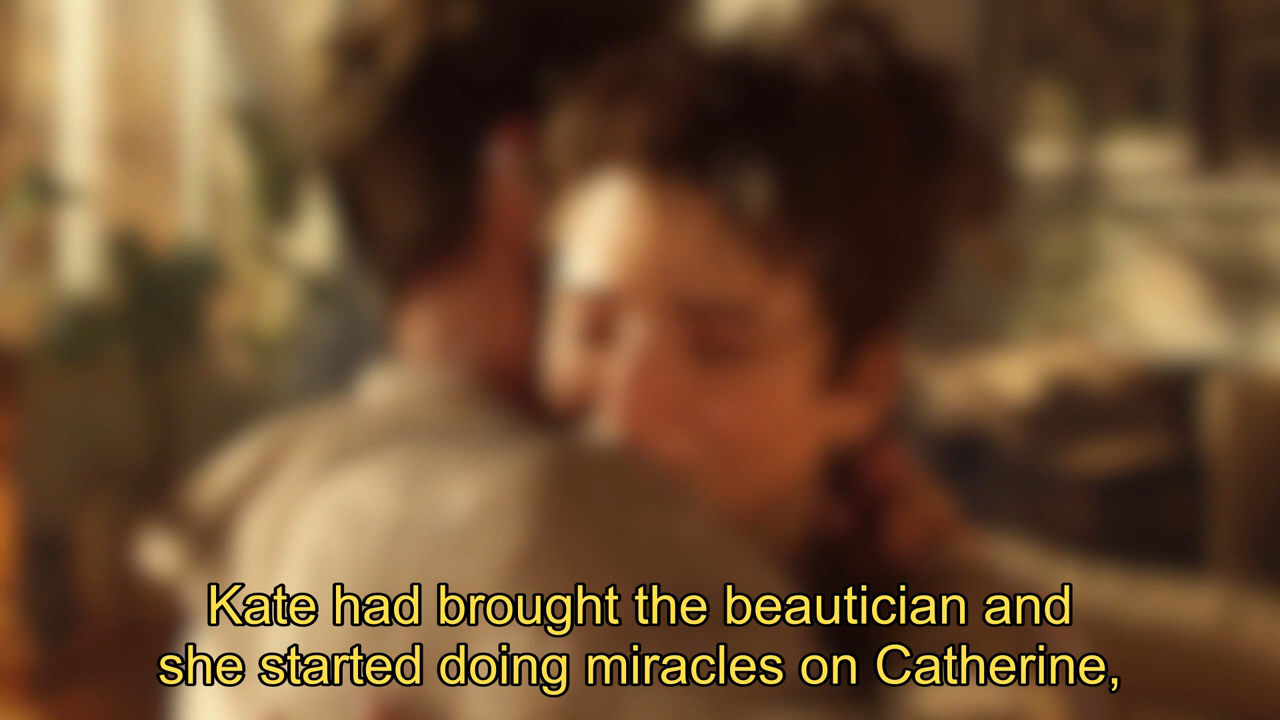 Kate had brought the beautician and
she started doing miracles on Catherine,